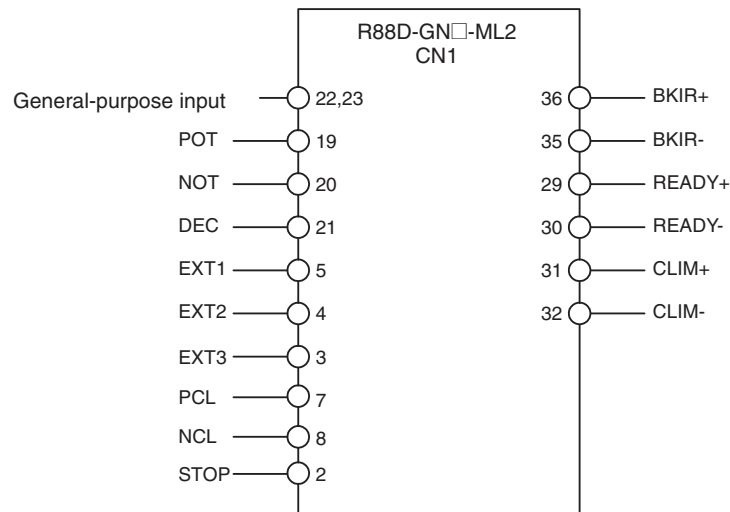 R88D-GN□-ML2
CN1
General-purpose input 22,23 36 BKIR+
POT 19 35 BKIR-
NOT 20 29 READY+
DEC 21 30 READY-
EXT1 5 31 CLIM+
EXT2 4 32 CLIM-
EXT3 3
PCL 7
NCL 8
STOP 2